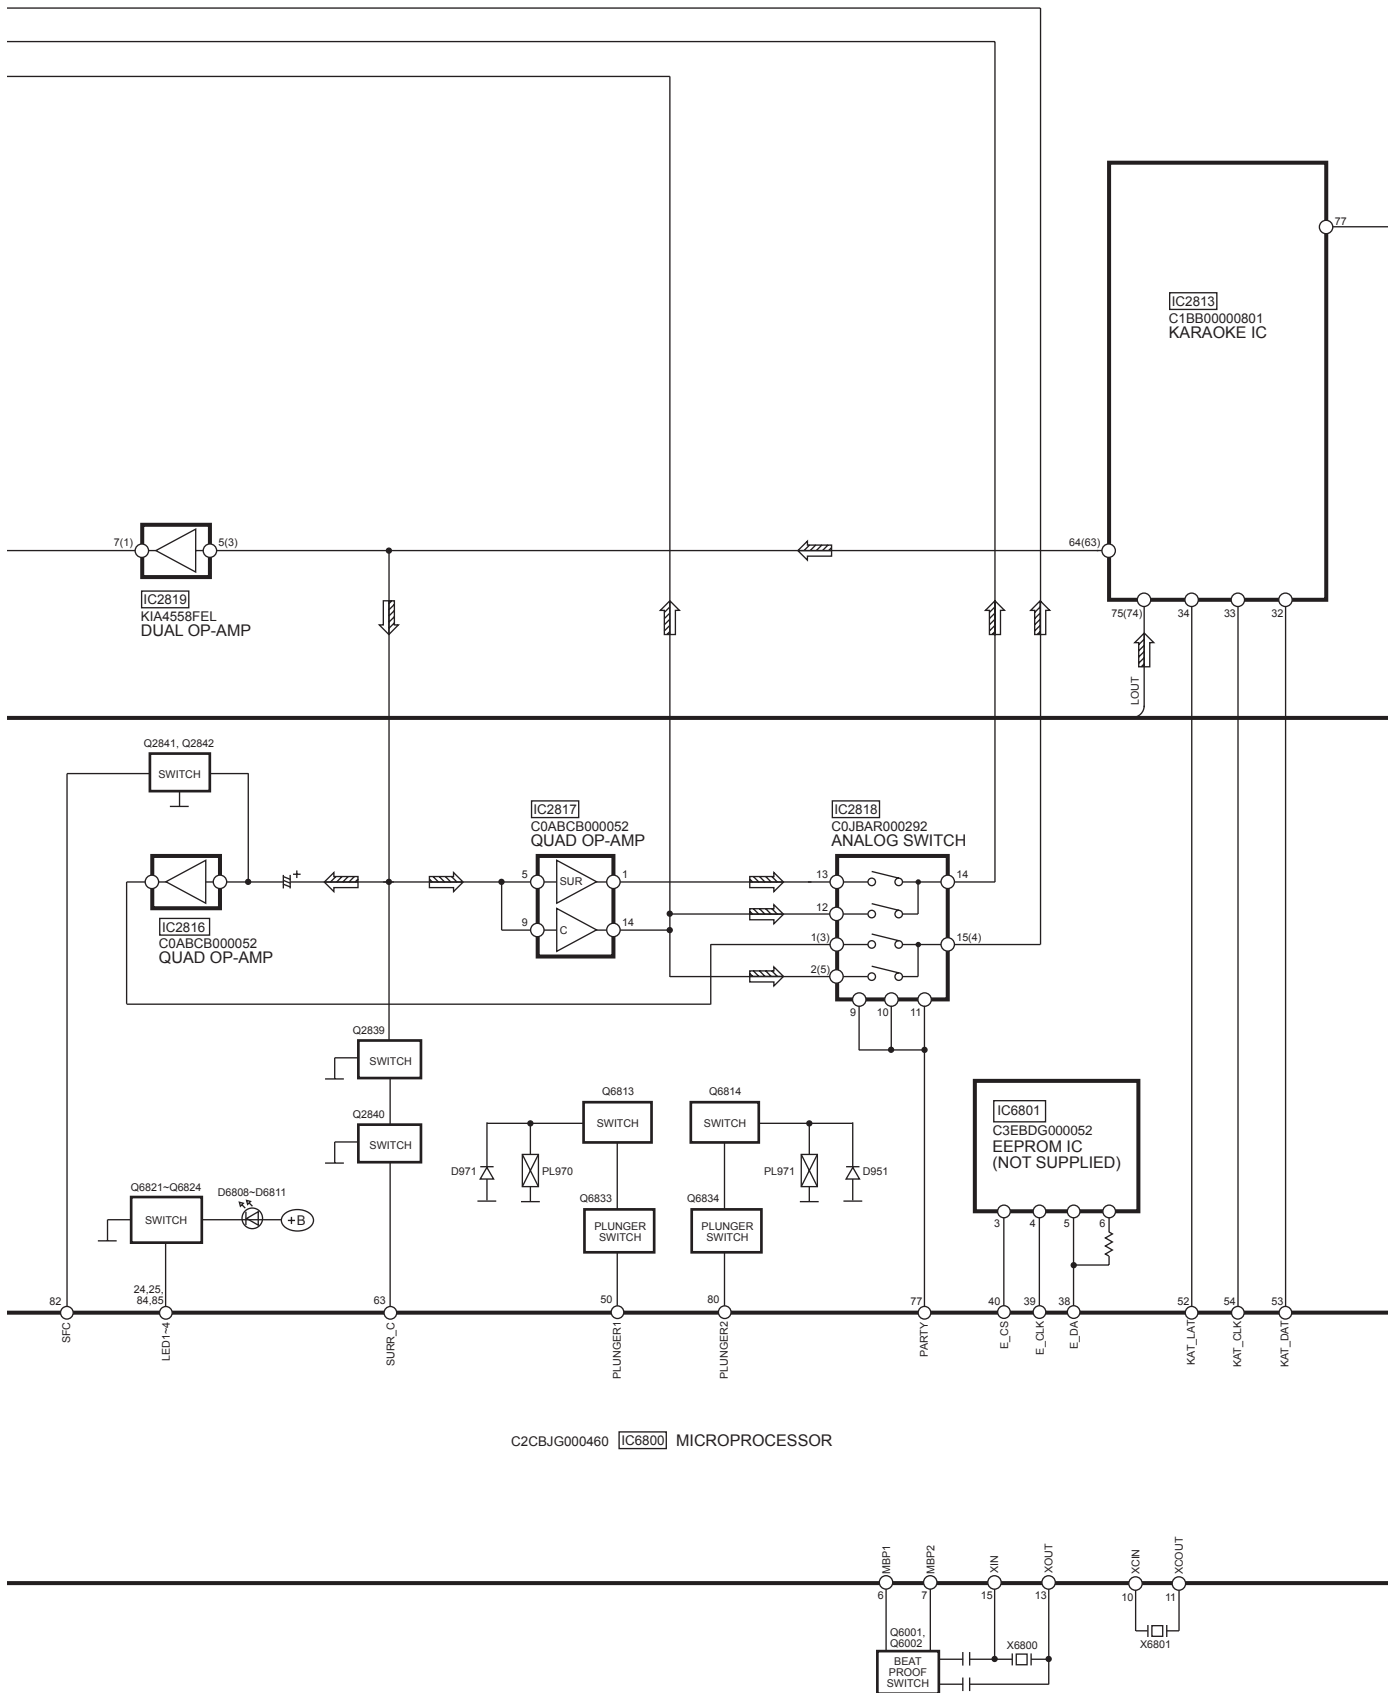 77
IC2813
C1BB00000801
KARAOKE IC
7(1)
5(3)
64(63)
IC2819
KIA4558FEL
DUAL OP-AMP
75(74)
34
33
32
LOUT
Q2841, Q2842
SWITCH
IC2817
C0ABCB000052
QUAD OP-AMP
IC2818
C0JBAR000292
ANALOG SWITCH
+
5
SUR
1
13
14
12
9
C
14
1(3)
15(4)
2(5)
IC2816
C0ABCB000052
QUAD OP-AMP
9
10
11
Q2839
SWITCH
Q2840
SWITCH
Q6813
SWITCH
Q6814
SWITCH
D971
PL970
PL971
D951
IC6801
C3EBDG000052
EEPROM IC
(NOT SUPPLIED)
Q6821~Q6824
SWITCH
D6808~D6811
+B
Q6833
PLUNGER
SWITCH
Q6834
PLUNGER
SWITCH
3
4
5
6
82
24,25,
84,85
63
50
80
77
40
39
38
52
54
53
SFC
LED1~4
SURR_C
PLUNGER1
PLUNGER2
PARTY
E_CS
E_CLK
E_DA
KAT_LAT
KAT_CLK
KAT_DAT
C2CBJG000460 IC6800 MICROPROCESSOR
MBP1
MBP2
XIN
XOUT
XCIN
XCOUT
6
7
15
13
10
11
Q6001,
Q6002
BEAT
PROOF
SWITCH
X6800
X6801